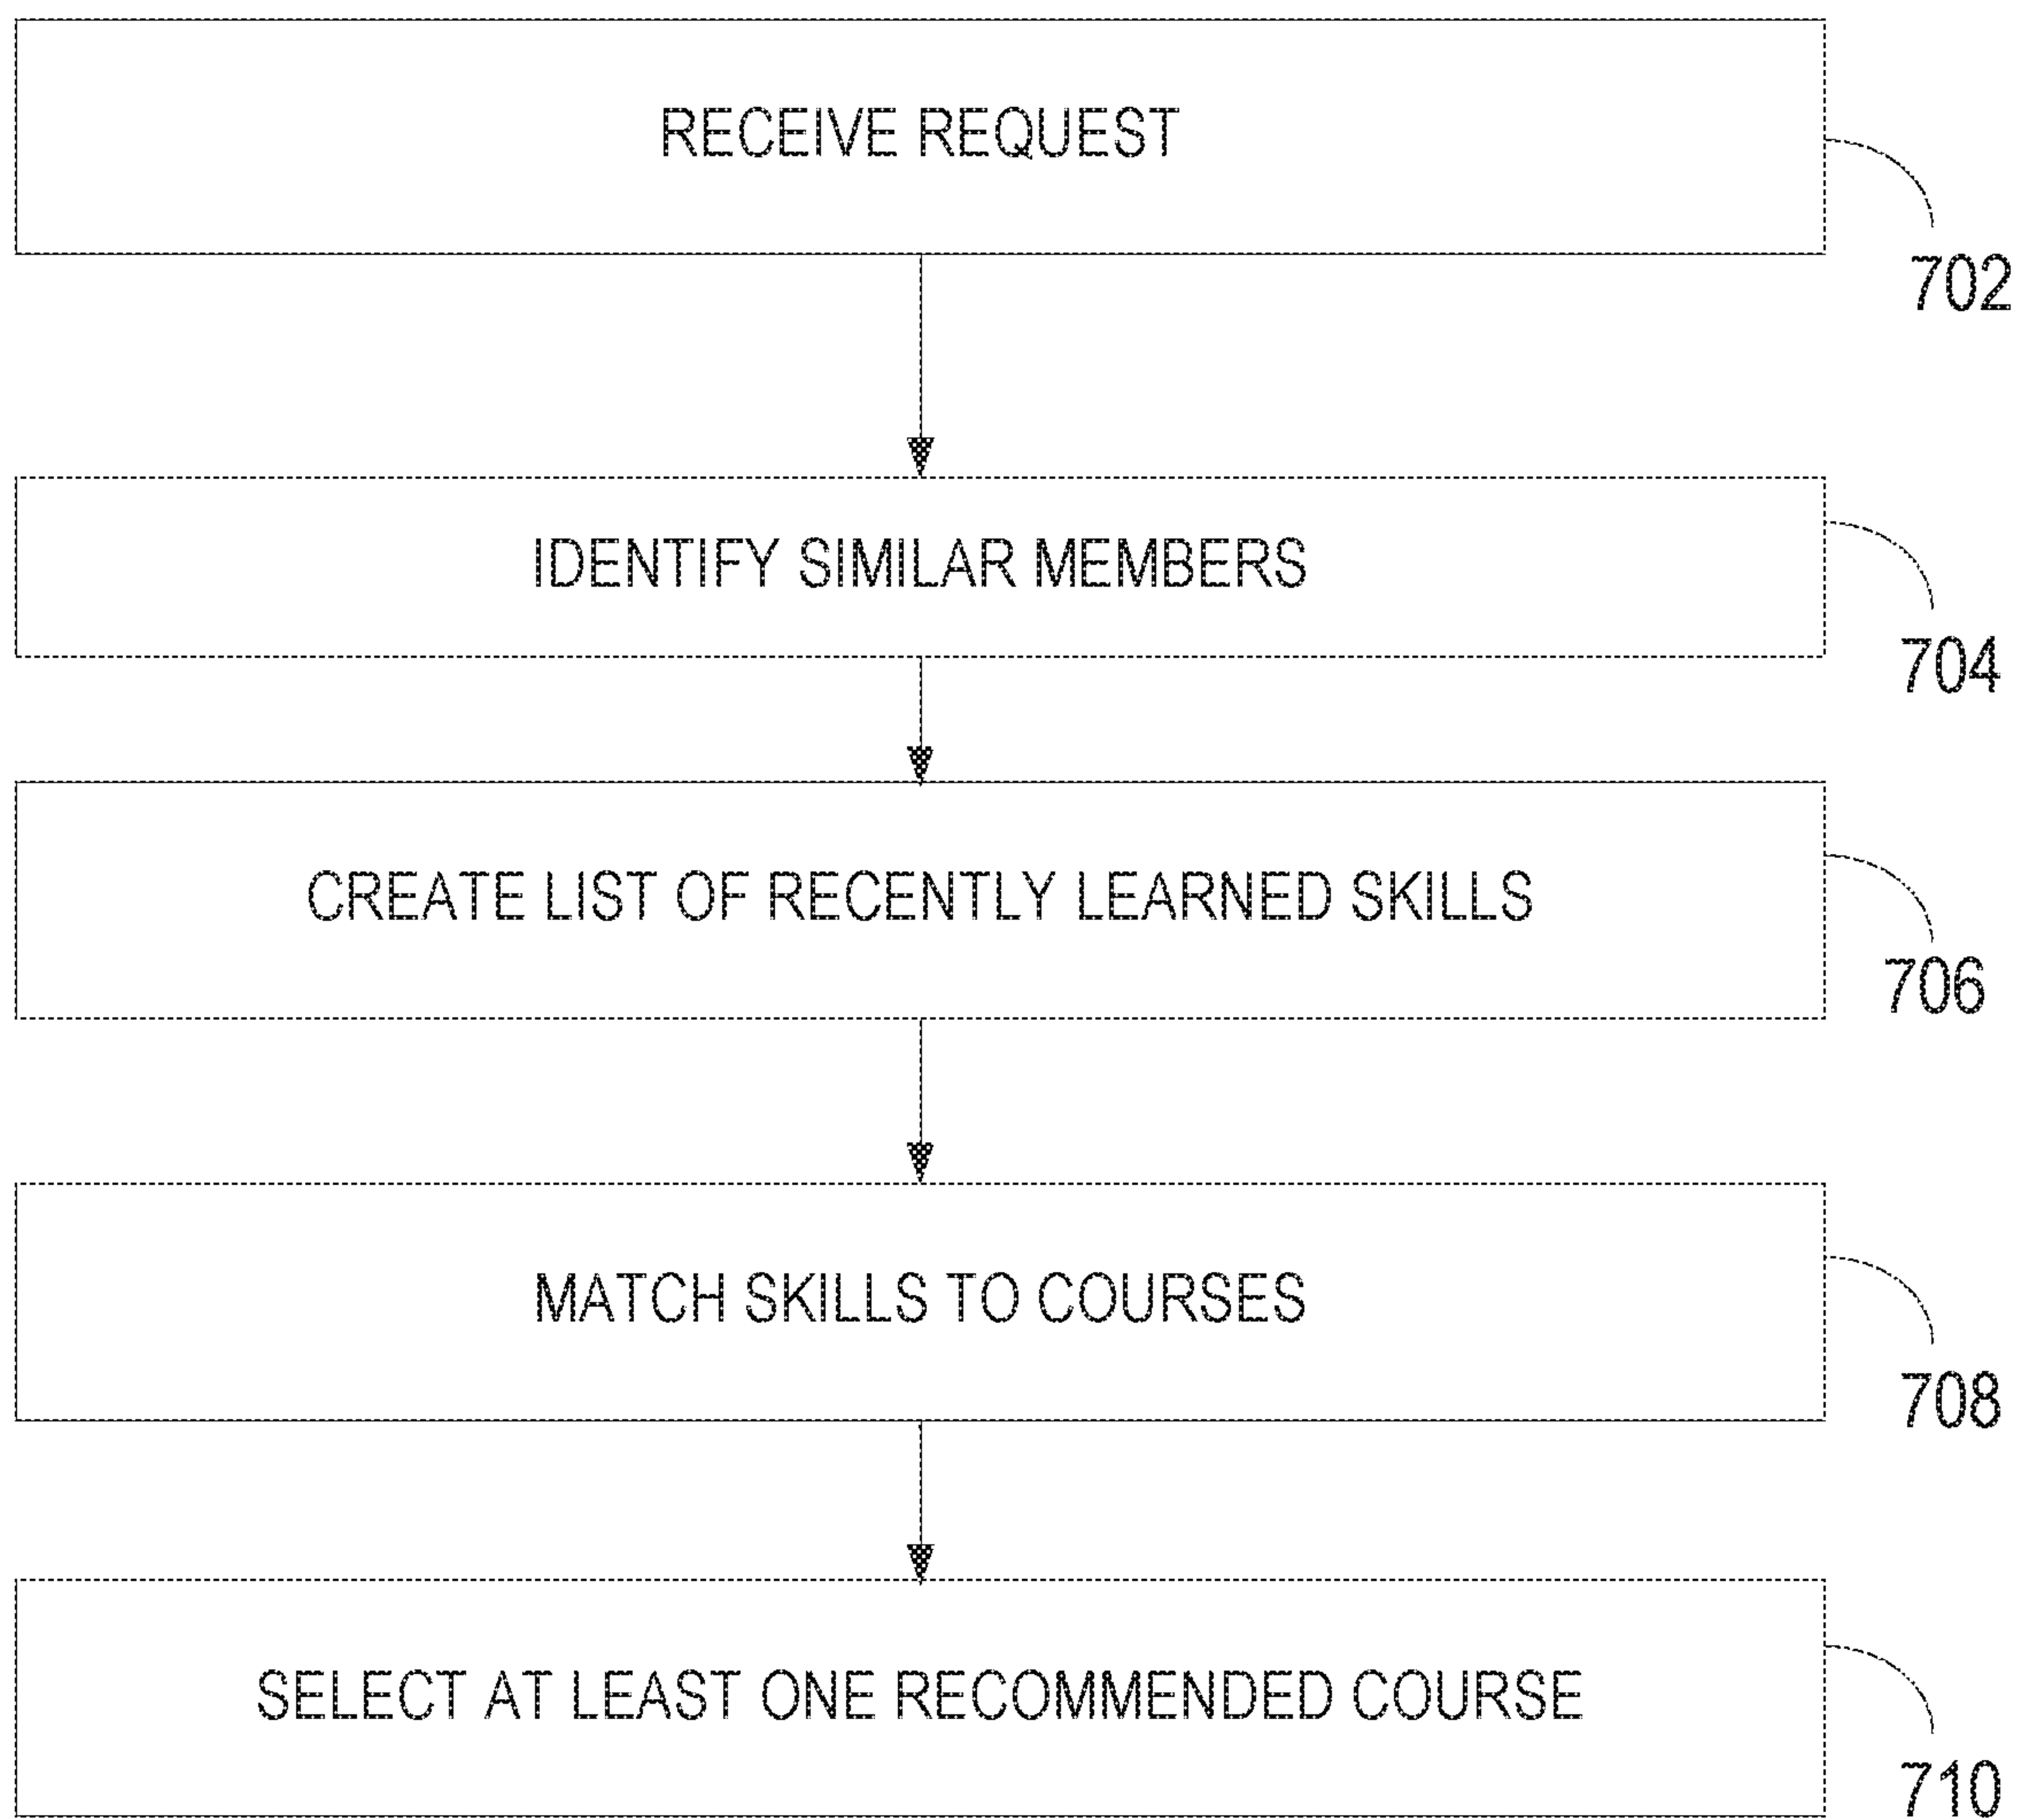 RECEIVE REQUEST
702
IDENTIFY SIMILAR MEMBERS
704
CREATE LIST OF RECENTLY LEARNED SKILLS
706
MATCH SKILLS TO COURSES
708
SELECT AT LEAST ONE RECOMMENDED COURSE
710